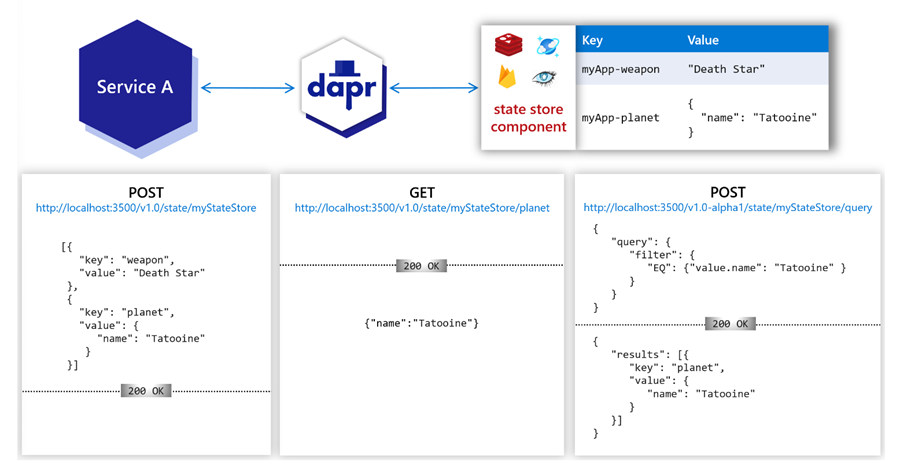 Service A
dapr
state store
component
Key Value
myApp-weapon "Death Star"
myApp-planet {
"name": "Tatooine"
}
POST
http://localhost:3500/v1.0/state/myStateStore
[{
"key": "weapon",
"value": "Death Star"
},
{
"key": "planet",
"value": {
"name": "Tatooine"
}
}]
200 OK
GET
http://localhost:3500/v1.0/state/myStateStore/planet
200 OK
{"name":"Tatooine"}
POST
http://localhost:3500/v1.0-alpha1/state/myStateStore/query
{
"query": {
"filter": {
"EQ": {"value.name": "Tatooine" }
}
}
}
200 OK
{
"results": [{
"key": "planet",
"value": {
"name": "Tatooine"
}
}]
}